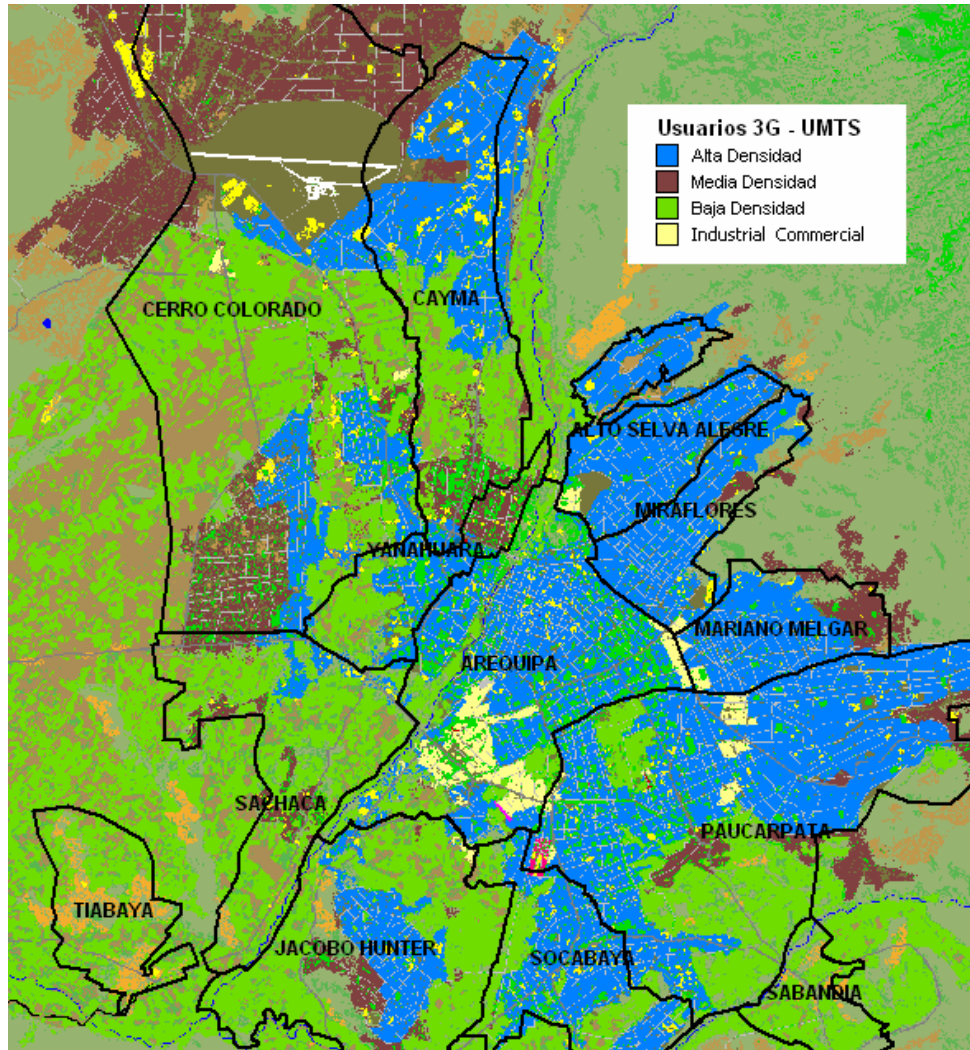 Usuarios 3G - UMTS
Alta Densidad
Media Densidad
Baja Densidad
Industrial Commercial
CERRO COLORADO
CAYMA
ALTO SELVA ALEGRE
MIRAFLORES
YANAHUARA
MARIANO MELGAR
AREQUIPA
SACHACA
PAUCARPATA
TIABAYA
JACOBO HUNTER
SOCABAYA
SABANDIA